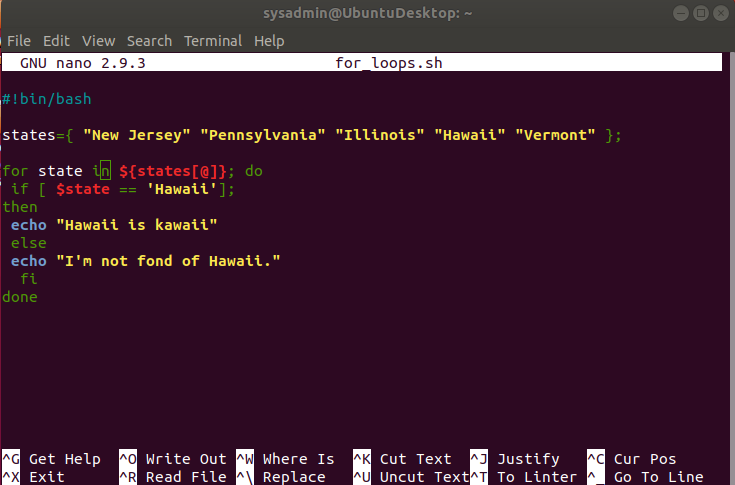 sysadmin@UbuntuDesktop: ~
File Edit View Search Terminal Help
GNU nano 2.9.3 for_loops.sh
#!bin/bash
states={ "New Jersey" "Pennsylvania" "Illinois" "Hawaii" "Vermont" };
for state in ${states[@]}; do
if [ $state == 'Hawaii'];
then
echo "Hawaii is kawaii"
else
echo "I'm not fond of Hawaii."
fi
done
^G Get Help ^O Write Out ^W Where Is ^K Cut Text ^J Justify ^C Cur Pos
^X Exit ^R Read File ^\ Replace ^U Uncut Text ^T To Linter ^_ Go To Line